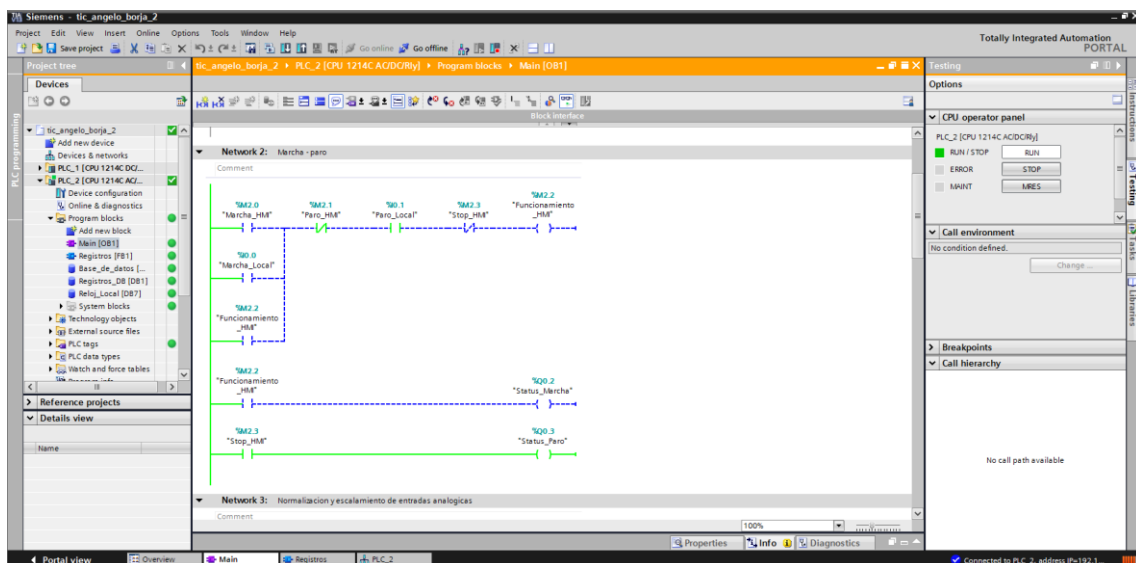 Siemens - tic_angelo_borja_2
Project Edit View Insert Online Options Tools Window Help
Save project Go online Go offline
Totally Integrated Automation
PORTAL
Project tree
tic_angelo_borja_2 PLC_2 [CPU 1214C AC/DC/Rly] Program blocks Main [OB1]
Testing
Devices
Options
PLC programming
Block interface
tic_angelo_borja_2
Add new device
Devices & networks
PLC_1 [CPU 1214C DC/...
PLC_2 [CPU 1214C AC/...
Device configuration
Online & diagnostics
Program blocks
Add new block
Main [OB1]
Registros [FB1]
Base_de_datos [...
Registros_DB [DB1]
Reloj_Local [DB7]
System blocks
Technology objects
External source files
PLC tags
PLC data types
Watch and force tables
Reference projects
Details view
Name
Network 2: Marcha - paro
Comment
%M2.0
"Marcha_HMI"
%M2.1
"Paro_HMI"
%I0.1
"Paro_Local"
%M2.3
"Stop_HMI"
%M2.2
"Funcionamiento
_HMI"
%I0.0
"Marcha_Local"
%M2.2
"Funcionamiento
_HMI"
%M2.2
"Funcionamiento
_HMI"
%Q0.2
"Status_Marcha"
%M2.3
"Stop_HMI"
%Q0.3
"Status_Paro"
Network 3: Normalizacion y escalamiento de entradas analogicas
Comment
100%
Properties Info Diagnostics
CPU operator panel
PLC_2 [CPU 1214C AC/DC/Rly]
RUN / STOP RUN
ERROR STOP
MAINT MRES
Call environment
No condition defined.
Change ...
Breakpoints
Call hierarchy
No call path available
Instructions
Testing
Tasks
Libraries
Portal view Overview Main Registros PLC_2
Connected to PLC_2, address IP=192.1...